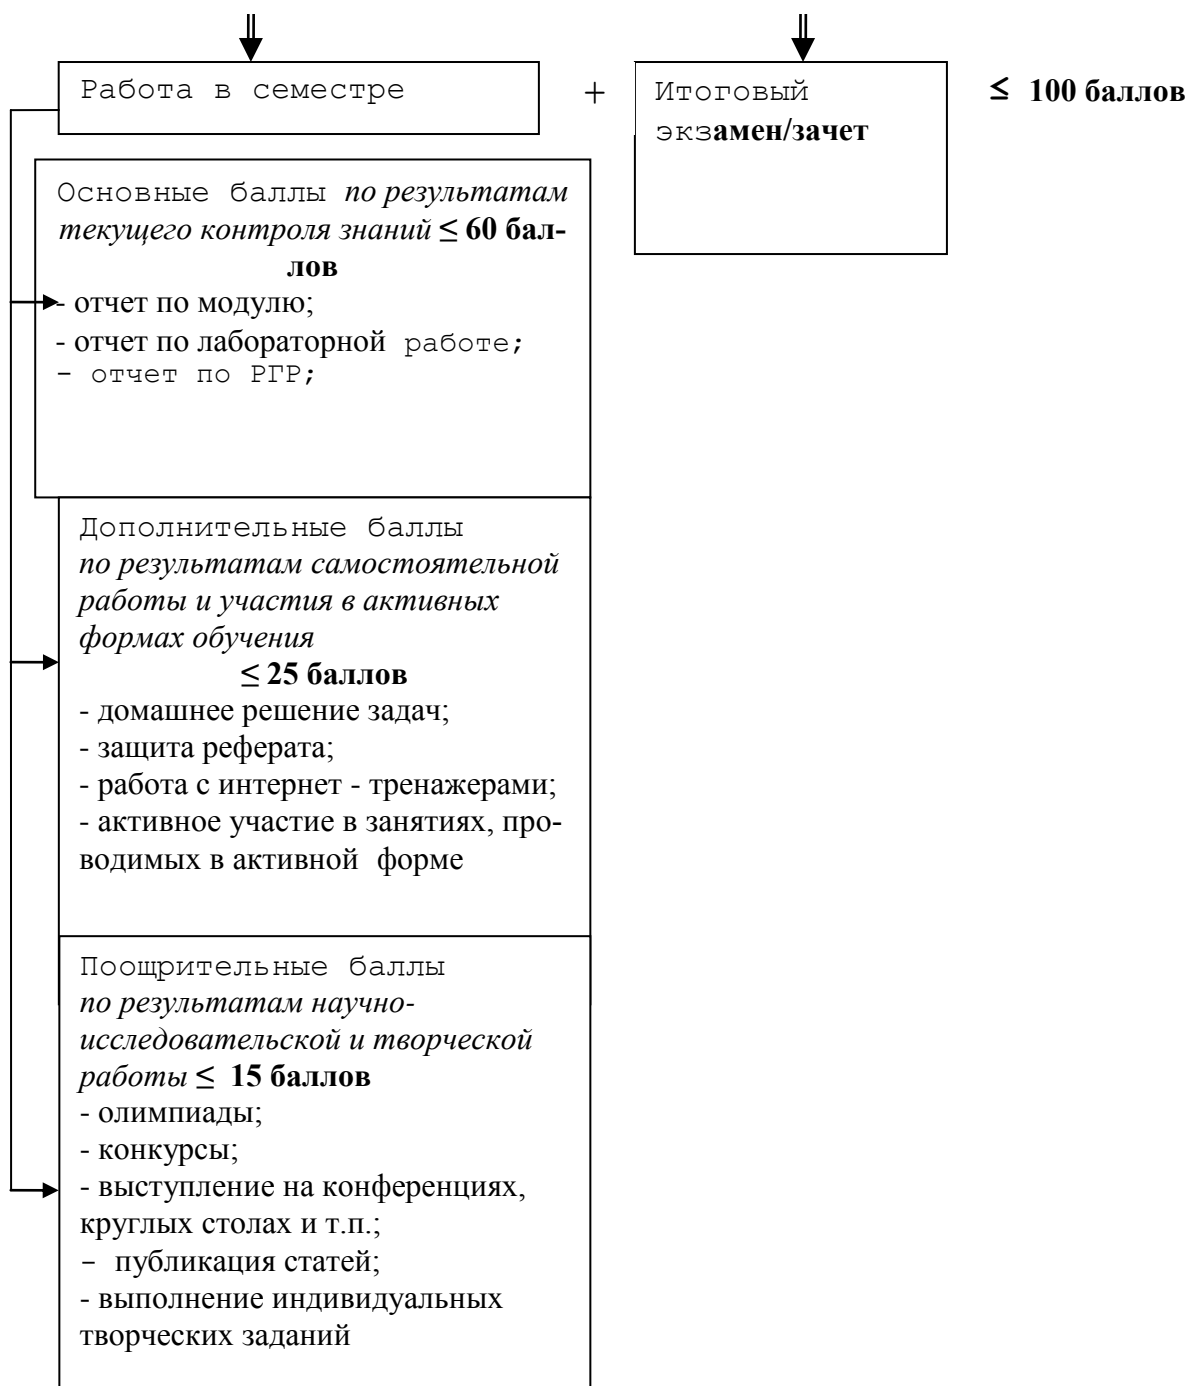 Работа в семестре
+
Итоговый
экзамен/зачет
≤ 100 баллов
Основные баллы по результатам
текущего контроля знаний ≤ 60 бал-
лов
- отчет по модулю;
- отчет по лабораторной работе;
- отчет по РГР;
Дополнительные баллы
по результатам самостоятельной
работы и участия в активных
формах обучения
≤ 25 баллов
- домашнее решение задач;
- защита реферата;
- работа с интернет - тренажерами;
- активное участие в занятиях, про-
водимых в активной форме
Поощрительные баллы
по результатам научно-
исследовательской и творческой
работы ≤ 15 баллов
- олимпиады;
- конкурсы;
- выступление на конференциях,
круглых столах и т.п.;
- публикация статей;
- выполнение индивидуальных
творческих заданий